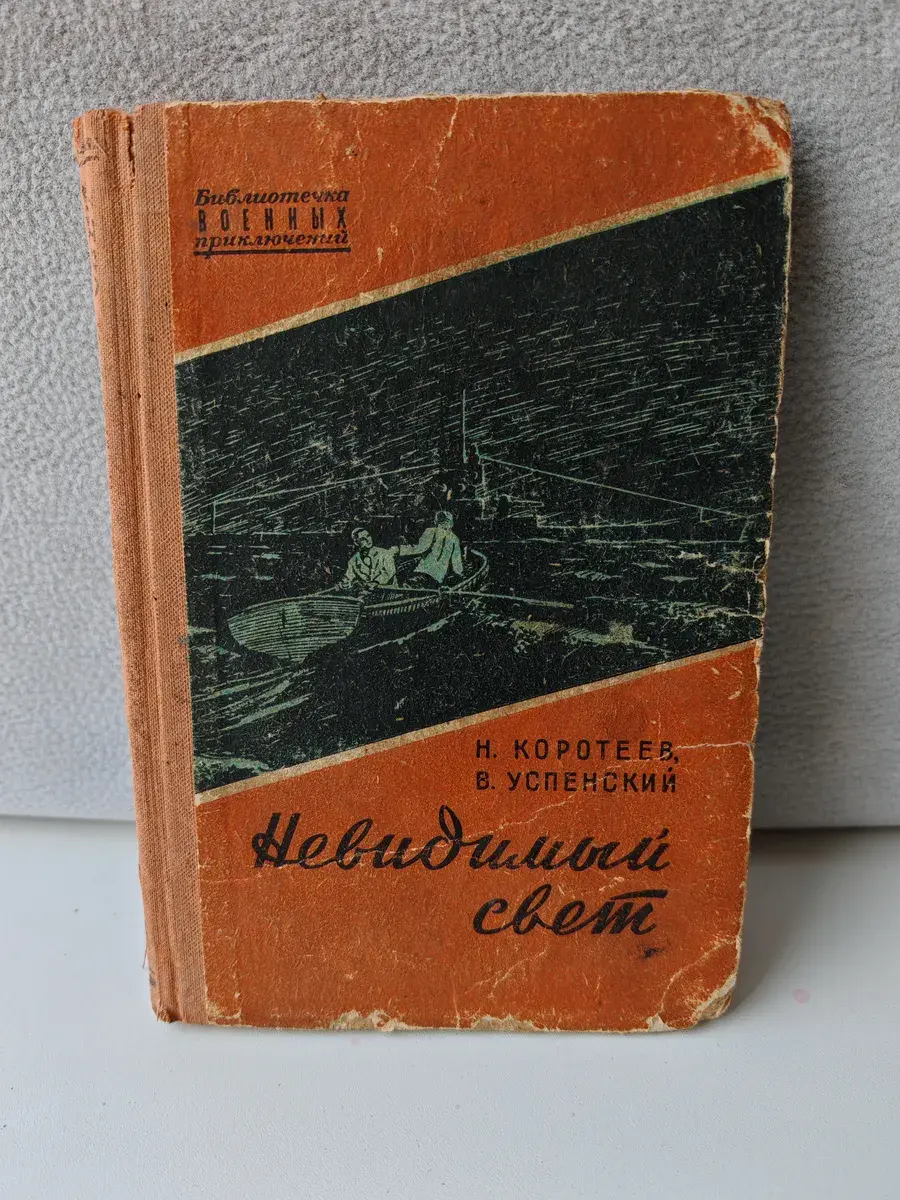 Библиотечка
ВОЕННЫХ
приключений
Н. КОРОТЕЕВ,
В. УСПЕНСКИЙ
Невидимый
свет